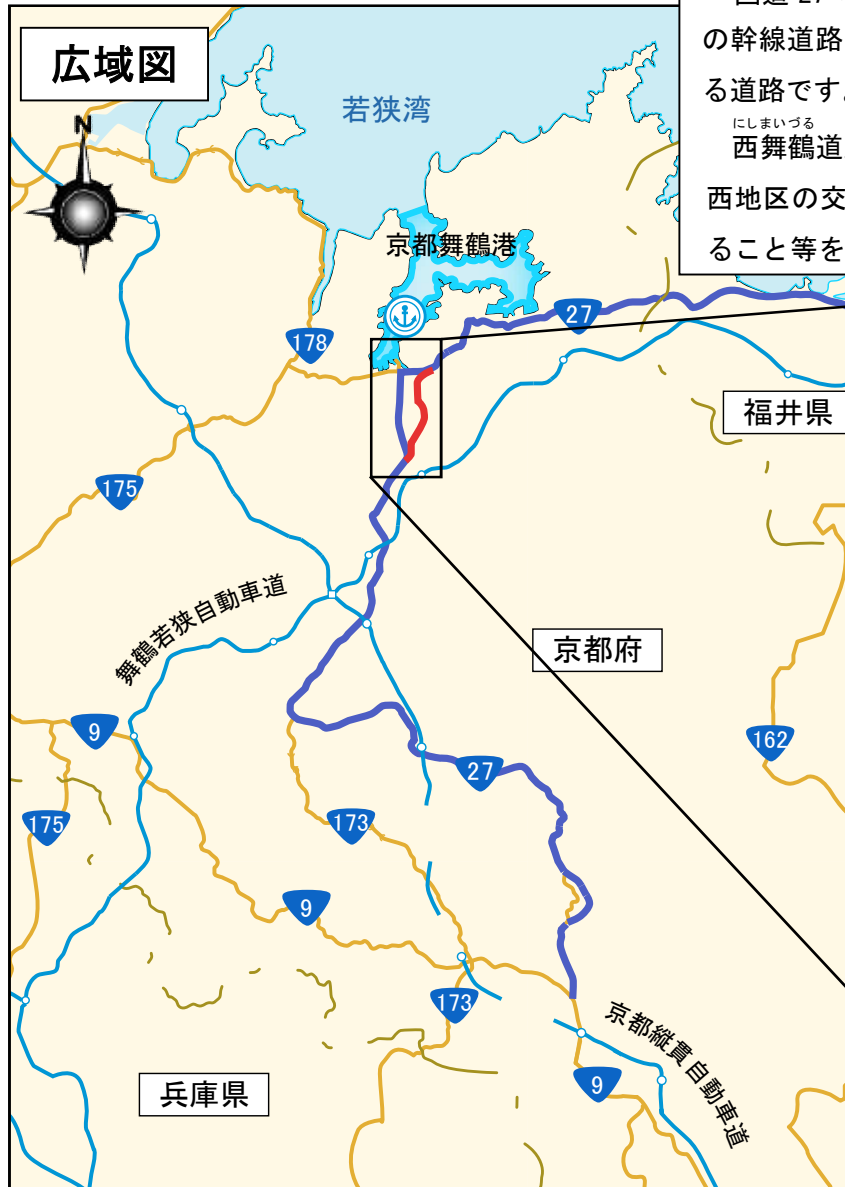 広域図
国道 27
の幹線道路
る道路です。
にしまいづる
西舞鶴道
西地区の交
ること等を
N
若狭湾
京都舞鶴港
27
178
福井県
175
舞鶴若狭自動車道
京都府
9
162
27
175
173
9
173
京都縦貫自動車道
9
兵庫県